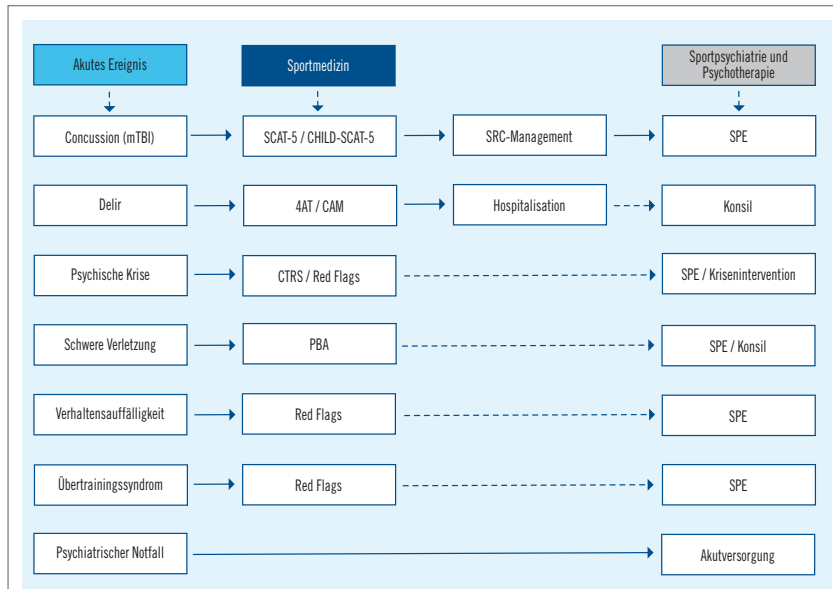 Akutes Ereignis
Sportmedizin
Sportpsychiatrie und
Psychotherapie
Concussion (mTBI)
SCAT-5 / CHILD-SCAT-5
SRC-Management
SPE
Delir
4AT / CAM
Hospitalisation
Konsil
Psychische Krise
CTRS / Red Flags
SPE / Krisenintervention
Schwere Verletzung
PBA
SPE / Konsil
Verhaltensauffälligkeit
Red Flags
SPE
Übertrainingssyndrom
Red Flags
SPE
Psychiatrischer Notfall
Akutversorgung